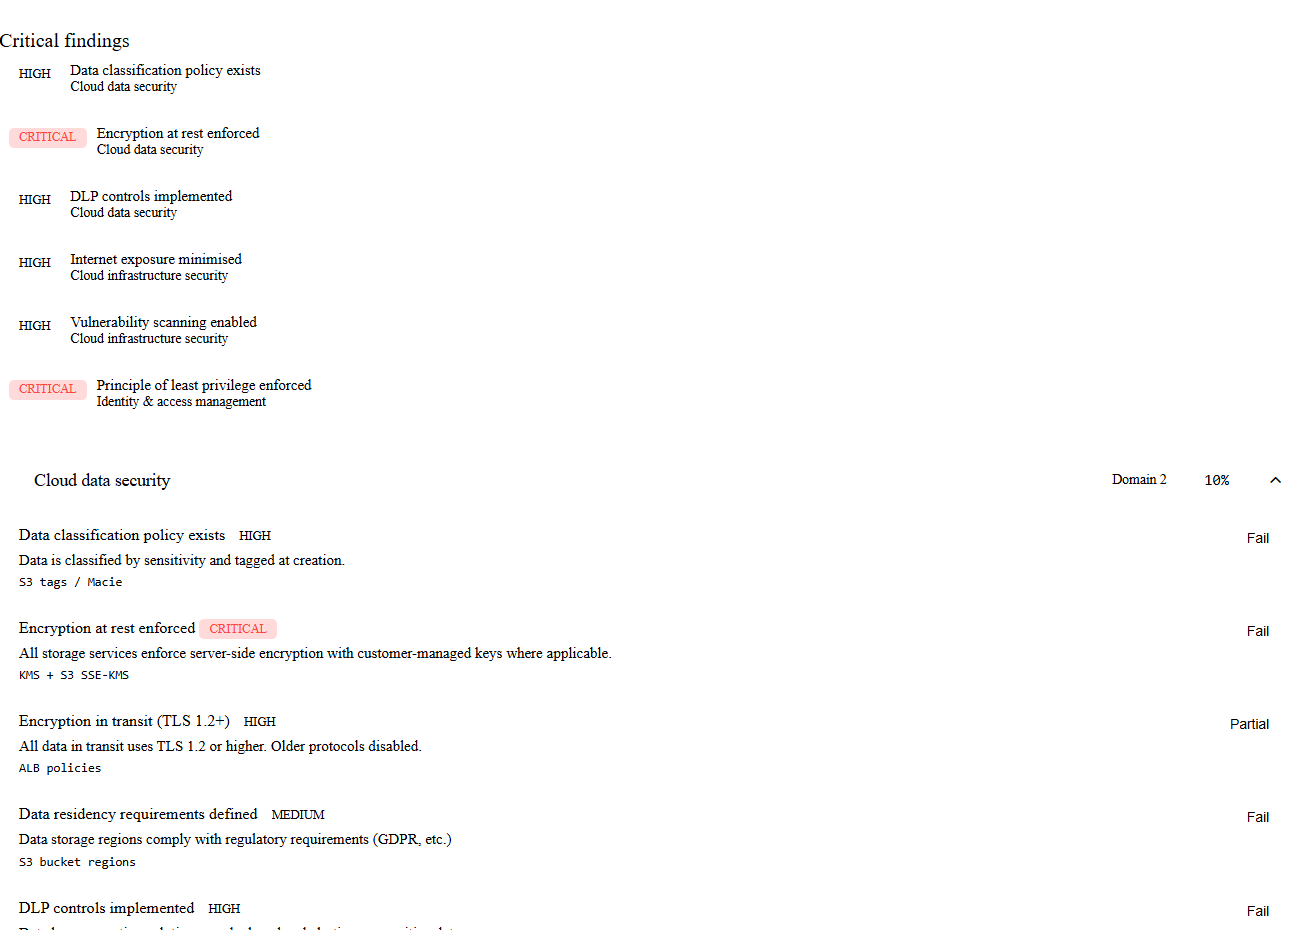 Critical findings
HIGH Data classification policy exists
Cloud data security
CRITICAL Encryption at rest enforced
Cloud data security
HIGH DLP controls implemented
Cloud data security
HIGH Internet exposure minimised
Cloud infrastructure security
HIGH Vulnerability scanning enabled
Cloud infrastructure security
CRITICAL Principle of least privilege enforced
Identity & access management
Cloud data security Domain 2 10%
Data classification policy exists HIGH Fail
Data is classified by sensitivity and tagged at creation.
S3 tags / Macie
Encryption at rest enforced CRITICAL Fail
All storage services enforce server-side encryption with customer-managed keys where applicable.
KMS + S3 SSE-KMS
Encryption in transit (TLS 1.2+) HIGH Partial
All data in transit uses TLS 1.2 or higher. Older protocols disabled.
ALB policies
Data residency requirements defined MEDIUM Fail
Data storage regions comply with regulatory requirements (GDPR, etc.)
S3 bucket regions
DLP controls implemented HIGH Fail